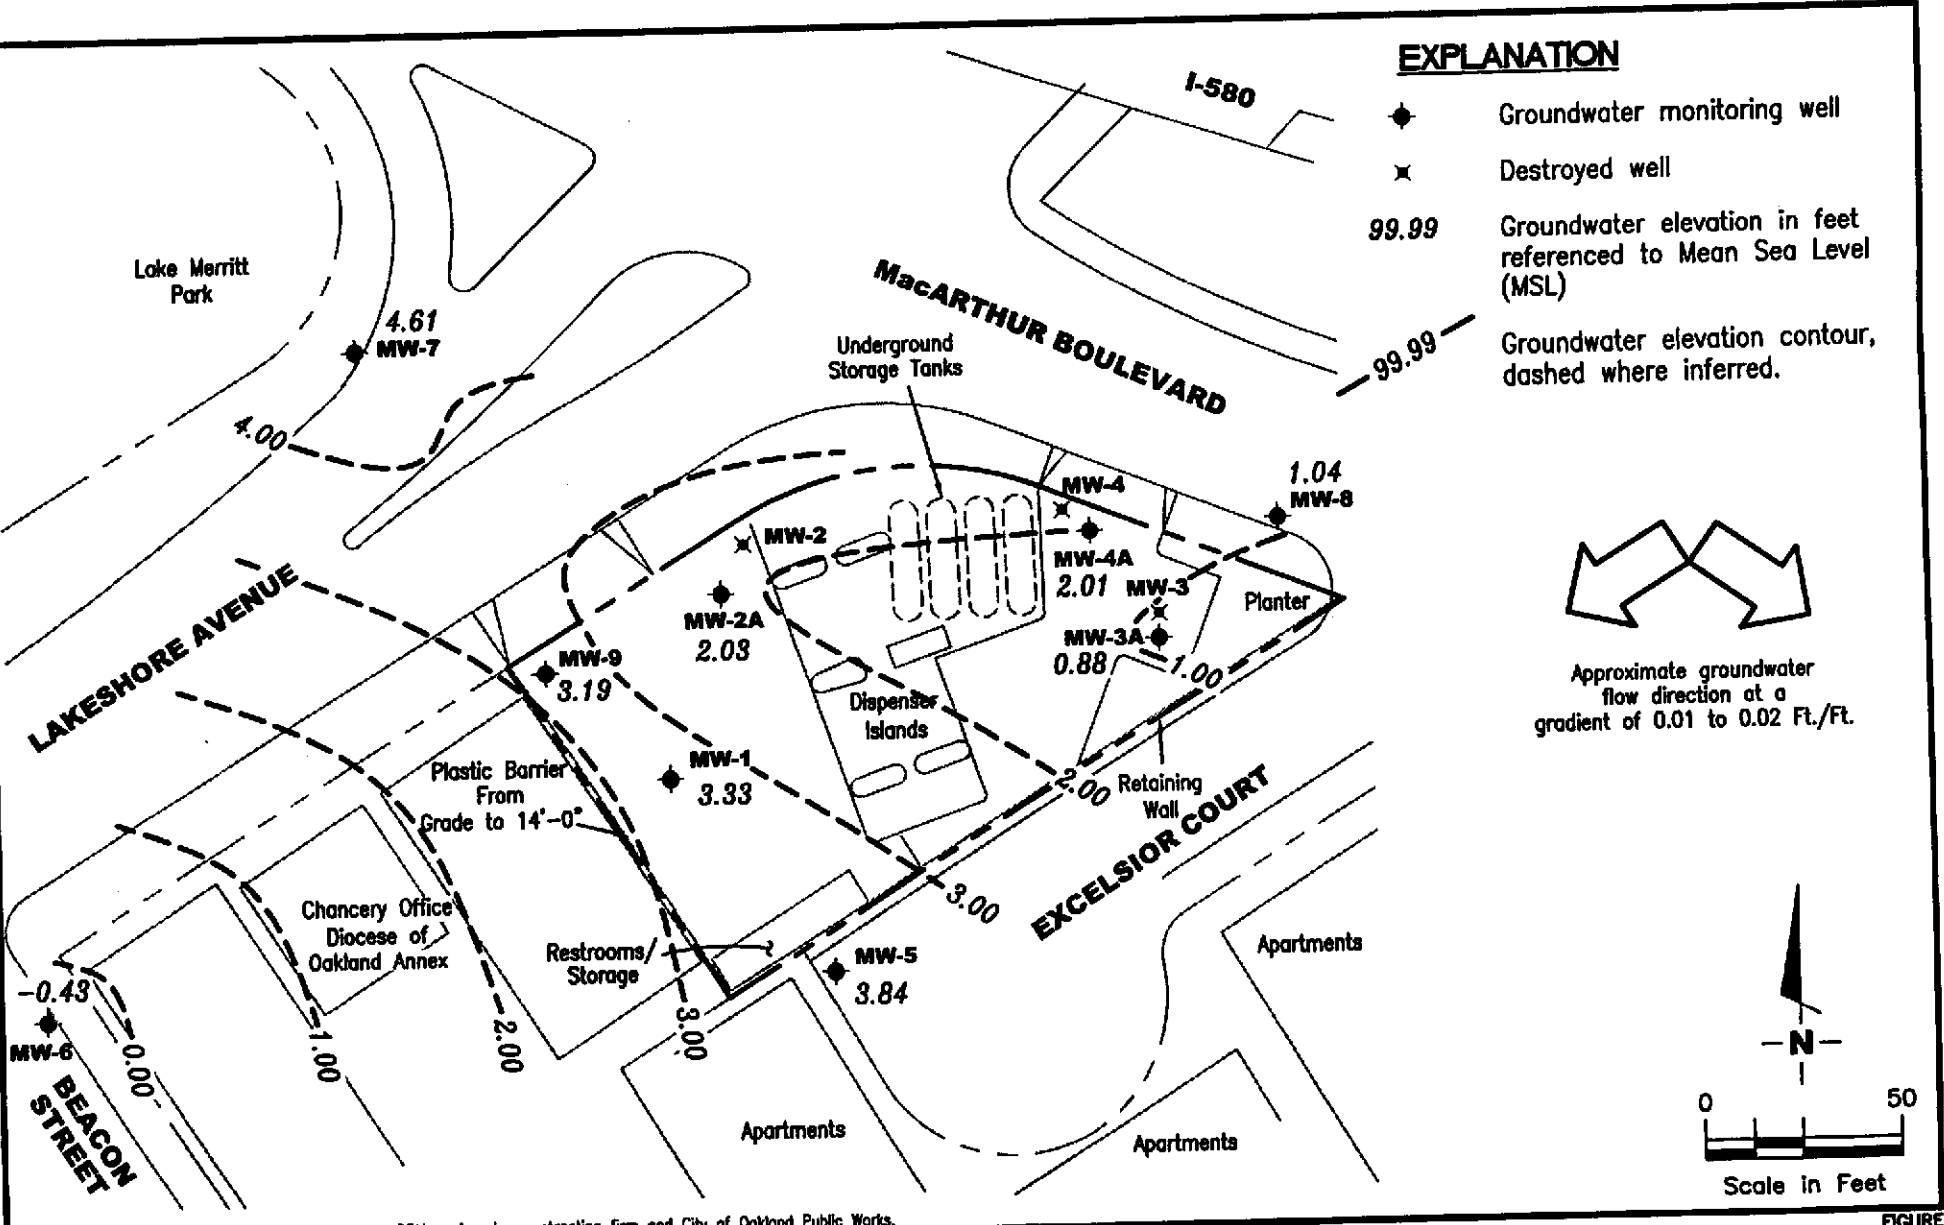 EXPLANATION
Groundwater monitoring well
Destroyed well
99.99
Groundwater elevation in feet
referenced to Mean Sea Level
(MSL)
99.99
Groundwater elevation contour,
dashed where inferred.
I-580
Lake Merritt
Park
4.61
MW-7
4.00
MacARTHUR BOULEVARD
Underground
Storage Tanks
1.04
MW-8
MW-4
MW-4A
2.01
MW-2
MW-2A
2.03
MW-3
MW-3A
0.88
1.00
Planter
LAKESHORE AVENUE
MW-9
3.19
Dispenser
Islands
MW-1
3.33
Plastic Barrier
From
Grade to 14'-0"
2.00
Retaining
Wall
EXCELSIOR COURT
3.00
Chancery Office
Diocese of
Oakland Annex
Restrooms/
Storage
MW-5
3.84
Apartments
-0.43
MW-6
0.00
1.00
2.00
3.00
BEACON
STREET
Apartments
Apartments
Approximate groundwater
flow direction at a
gradient of 0.01 to 0.02 Ft./Ft.
N
0
50
Scale in Feet
firm and City of Oakland Public Works.
FIGURE